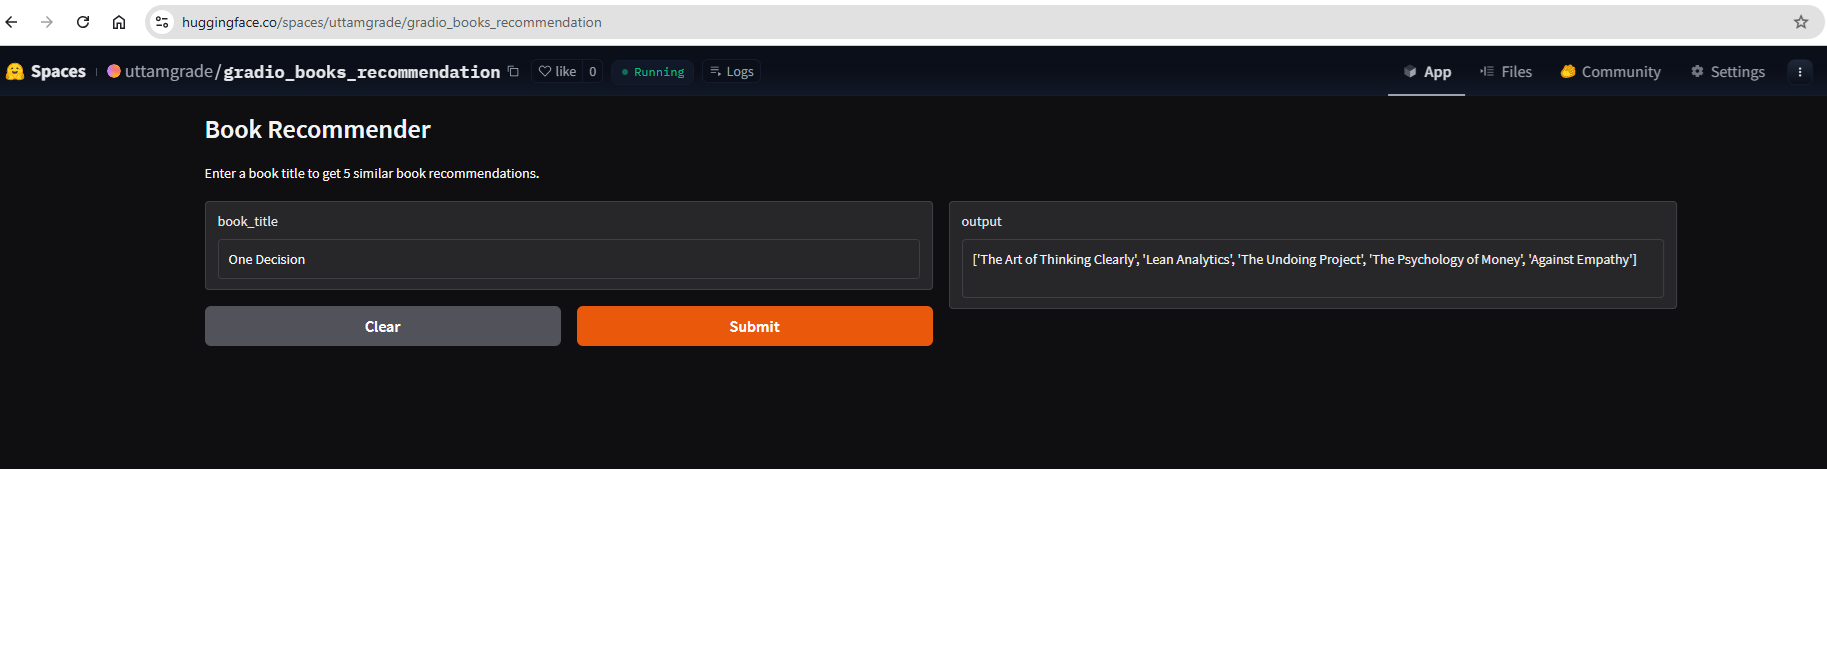 huggingface.co/spaces/uttamgrade/gradio_books_recommendation
Spaces uttamgrade/gradio_books_recommendation like 0 Running Logs App Files Community Settings
Book Recommender
Enter a book title to get 5 similar book recommendations.
book_title
One Decision
Clear Submit
output
['The Art of Thinking Clearly', 'Lean Analytics', 'The Undoing Project', 'The Psychology of Money', 'Against Empathy']